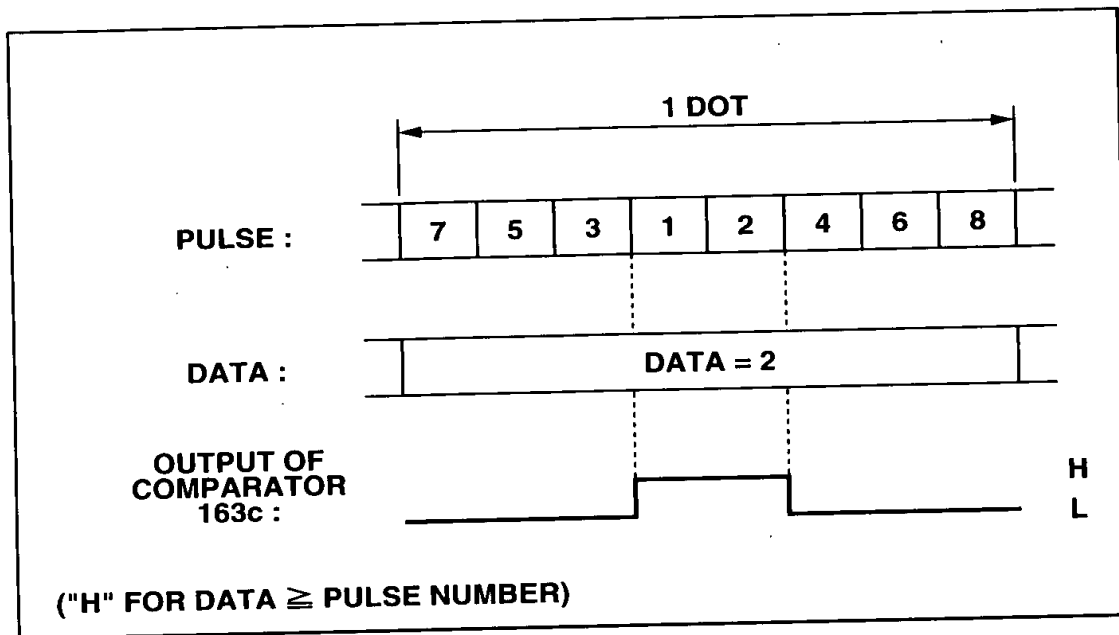 1 DOT
PULSE : 7 5 3 1 2 4 6 8
DATA : DATA = 2
OUTPUT OF
COMPARATOR
163c :
H
L
("H" FOR DATA ≧ PULSE NUMBER)